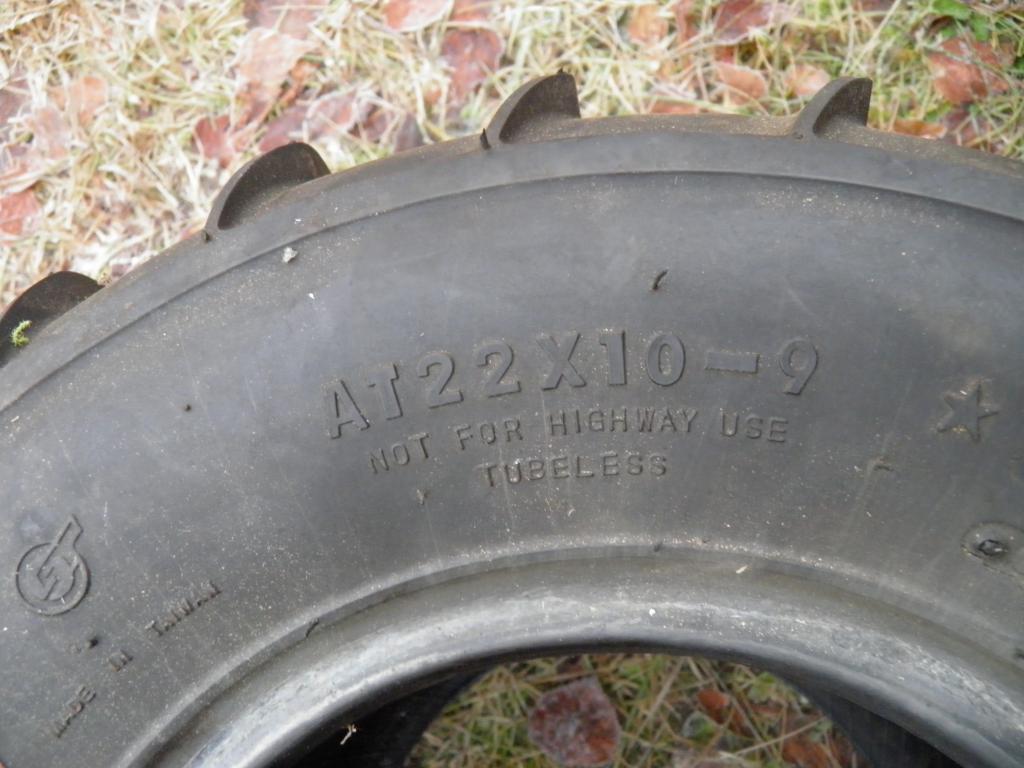 AT22X10-9
NOT FOR HIGHWAY USE
TUBELESS
MADE IN TAIWAN